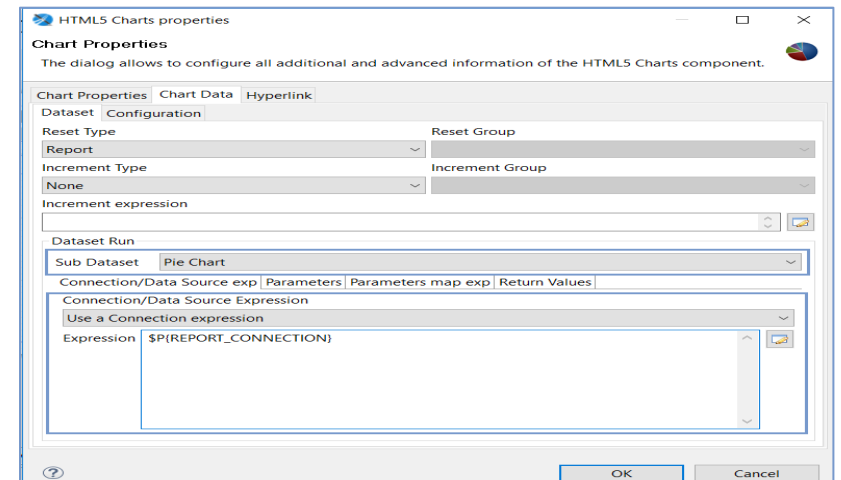 HTML5 Charts properties
Chart Properties
The dialog allows to configure all additional and advanced information of the HTML5 Charts component.
Chart Properties Chart Data Hyperlink
Dataset Configuration
Reset Type Reset Group
Report
Increment Type Increment Group
None
Increment expression
Dataset Run
Sub Dataset Pie Chart
Connection/Data Source exp Parameters Parameters map exp Return Values
Connection/Data Source Expression
Use a Connection expression
Expression $P{REPORT_CONNECTION}
? OK Cancel